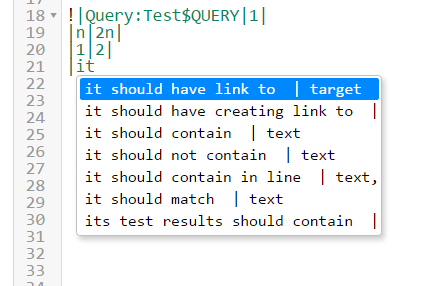 18 !|Query:Test$QUERY|1|
19 |n|2n|
20 |1|2|
21 |it
22 it should have link to | target
23 it should have creating link to |
24 it should contain | text
25 it should not contain | text
26 it should contain in line | text,
28 it should match | text
29 its test results should contain |
30
31
32
33